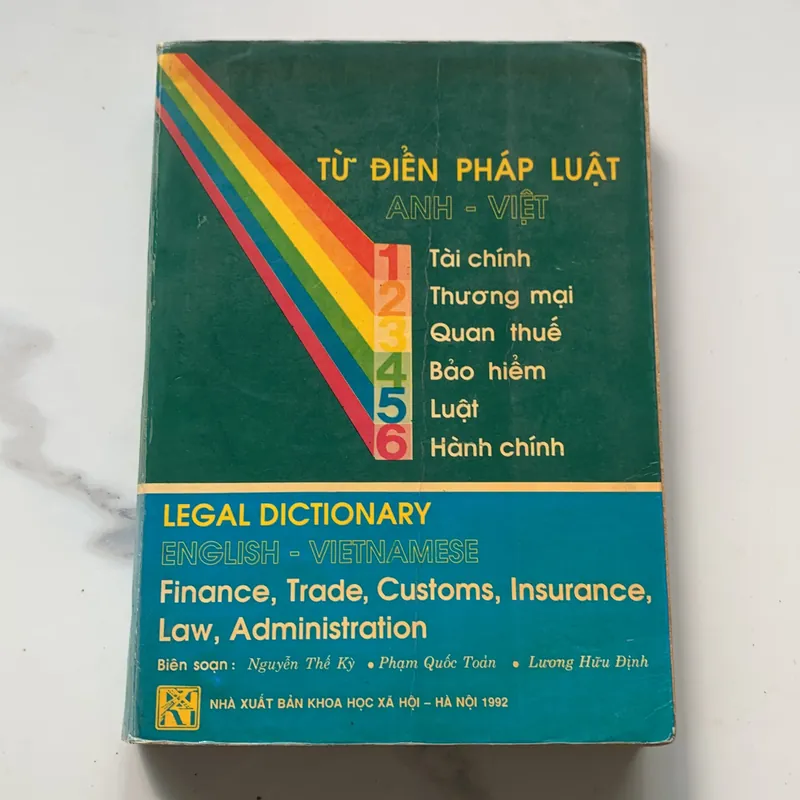 TỪ ĐIỂN PHÁP LUẬT
ANH - VIỆT
1 Tài chính
2 Thương mại
3 Quan thuế
4 Bảo hiểm
5 Luật
6 Hành chính
LEGAL DICTIONARY
ENGLISH - VIETNAMESE
Finance, Trade, Customs, Insurance,
Law, Administration
Biên soạn: Nguyễn Thế Kỳ • Phạm Quốc Toản • Lương Hữu Định
NHÀ XUẤT BẢN KHOA HỌC XÃ HỘI – HÀ NỘI 1992